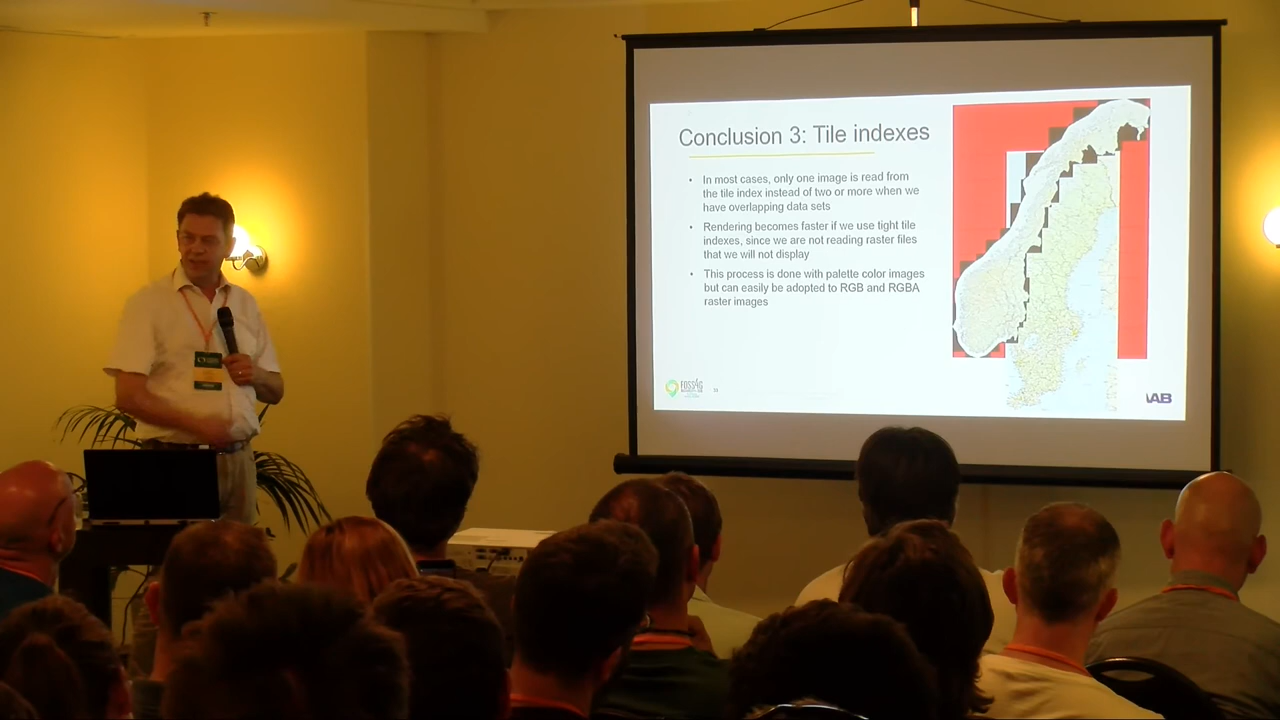 Conclusion 3: Tile indexes
• In most cases, only one image is read from
the tile index instead of two or more when we
have overlapping data sets
• Rendering becomes faster if we use tight tile
indexes, since we are not reading raster files
that we will not display
• This process is done with palette color images
but can easily be adopted to RGB and RGBA
raster images
FOSS4G
AB